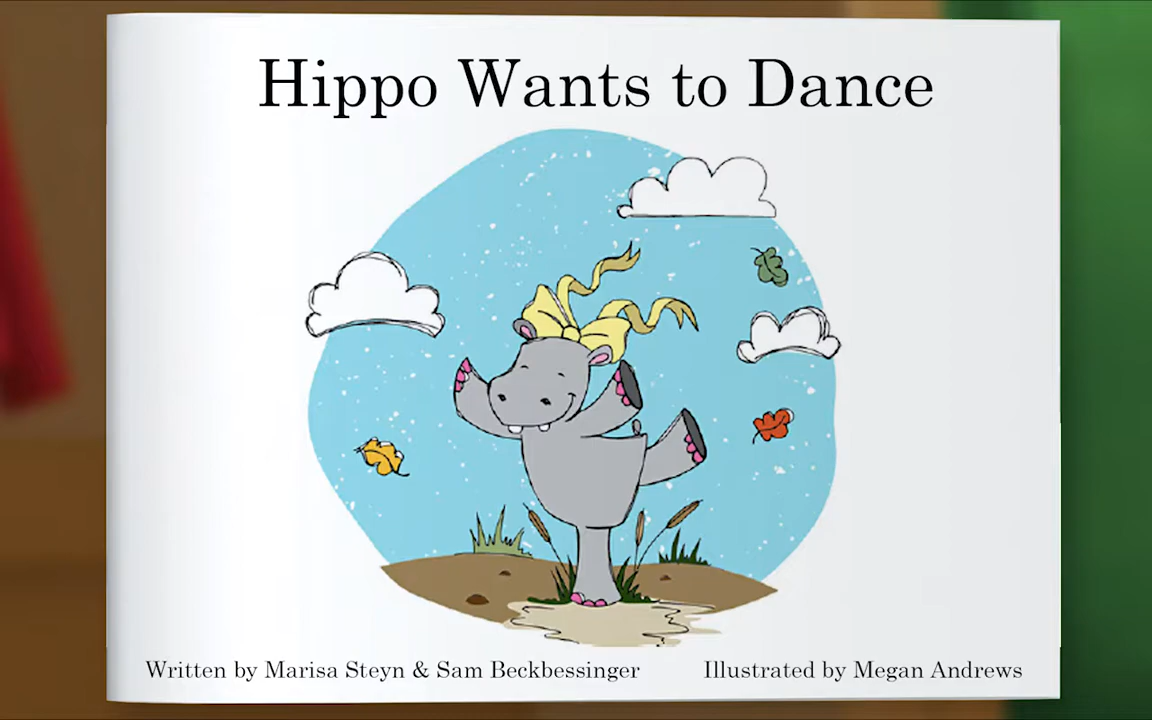 Hippo Wants to Dance
Written by Marisa Steyn & Sam Beckbessinger
Illustrated by Megan Andrews